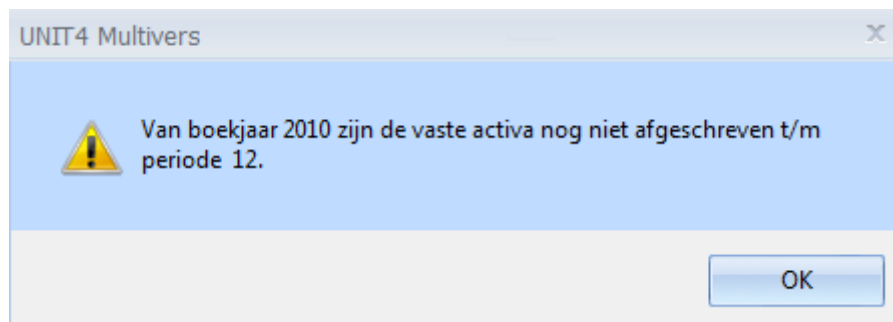 UNIT4 Multivers
Van boekjaar 2010 zijn de vaste activa nog niet afgeschreven t/m
periode 12.
OK